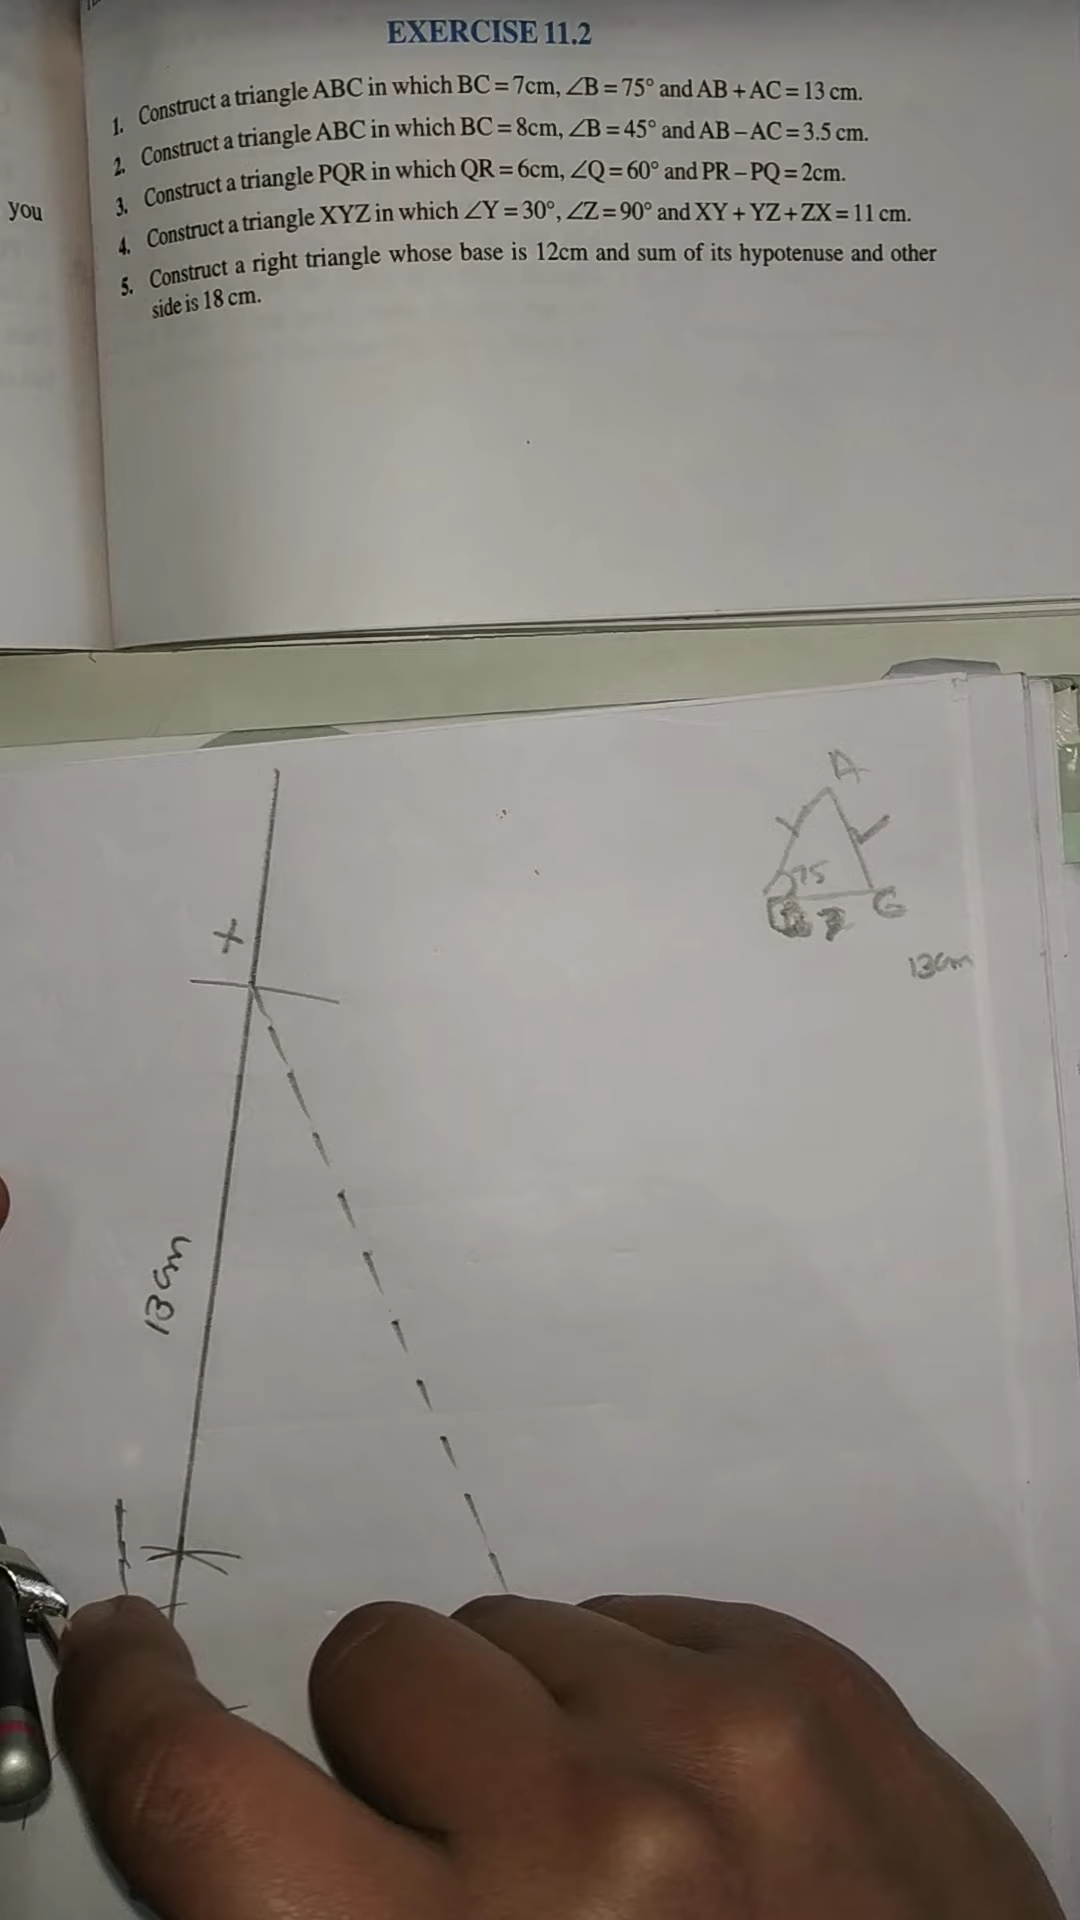 EXERCISE 11.2
1. Construct a triangle ABC in which BC = 7cm, ∠B = 75° and AB + AC = 13 cm.
2. Construct a triangle ABC in which BC = 8cm, ∠B = 45° and AB – AC = 3.5 cm.
3. Construct a triangle PQR in which QR = 6cm, ∠Q = 60° and PR – PQ = 2cm.
4. Construct a triangle XYZ in which ∠Y = 30°, ∠Z = 90° and XY + YZ + ZX = 11 cm.
5. Construct a right triangle whose base is 12cm and sum of its hypotenuse and other
side is 18 cm.
you
A
75
B 7 C
13cm
X
13cm